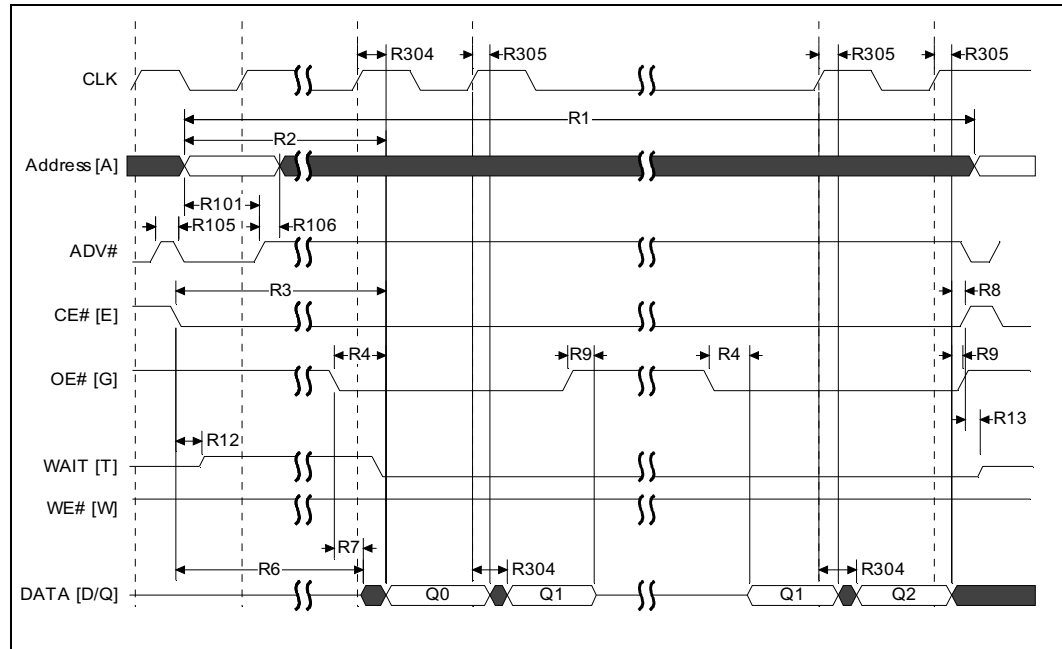 R304 R305 R305 R305
CLK
R1
R2
Address [A]
R101
R105 R106
ADV#
R3 R8
CE# [E]
R4 R9 R4 R9
OE# [G]
R12 R13
WAIT [T]
WE# [W]
R7
R6 R304 R304
DATA [D/Q] Q0 Q1 Q1 Q2